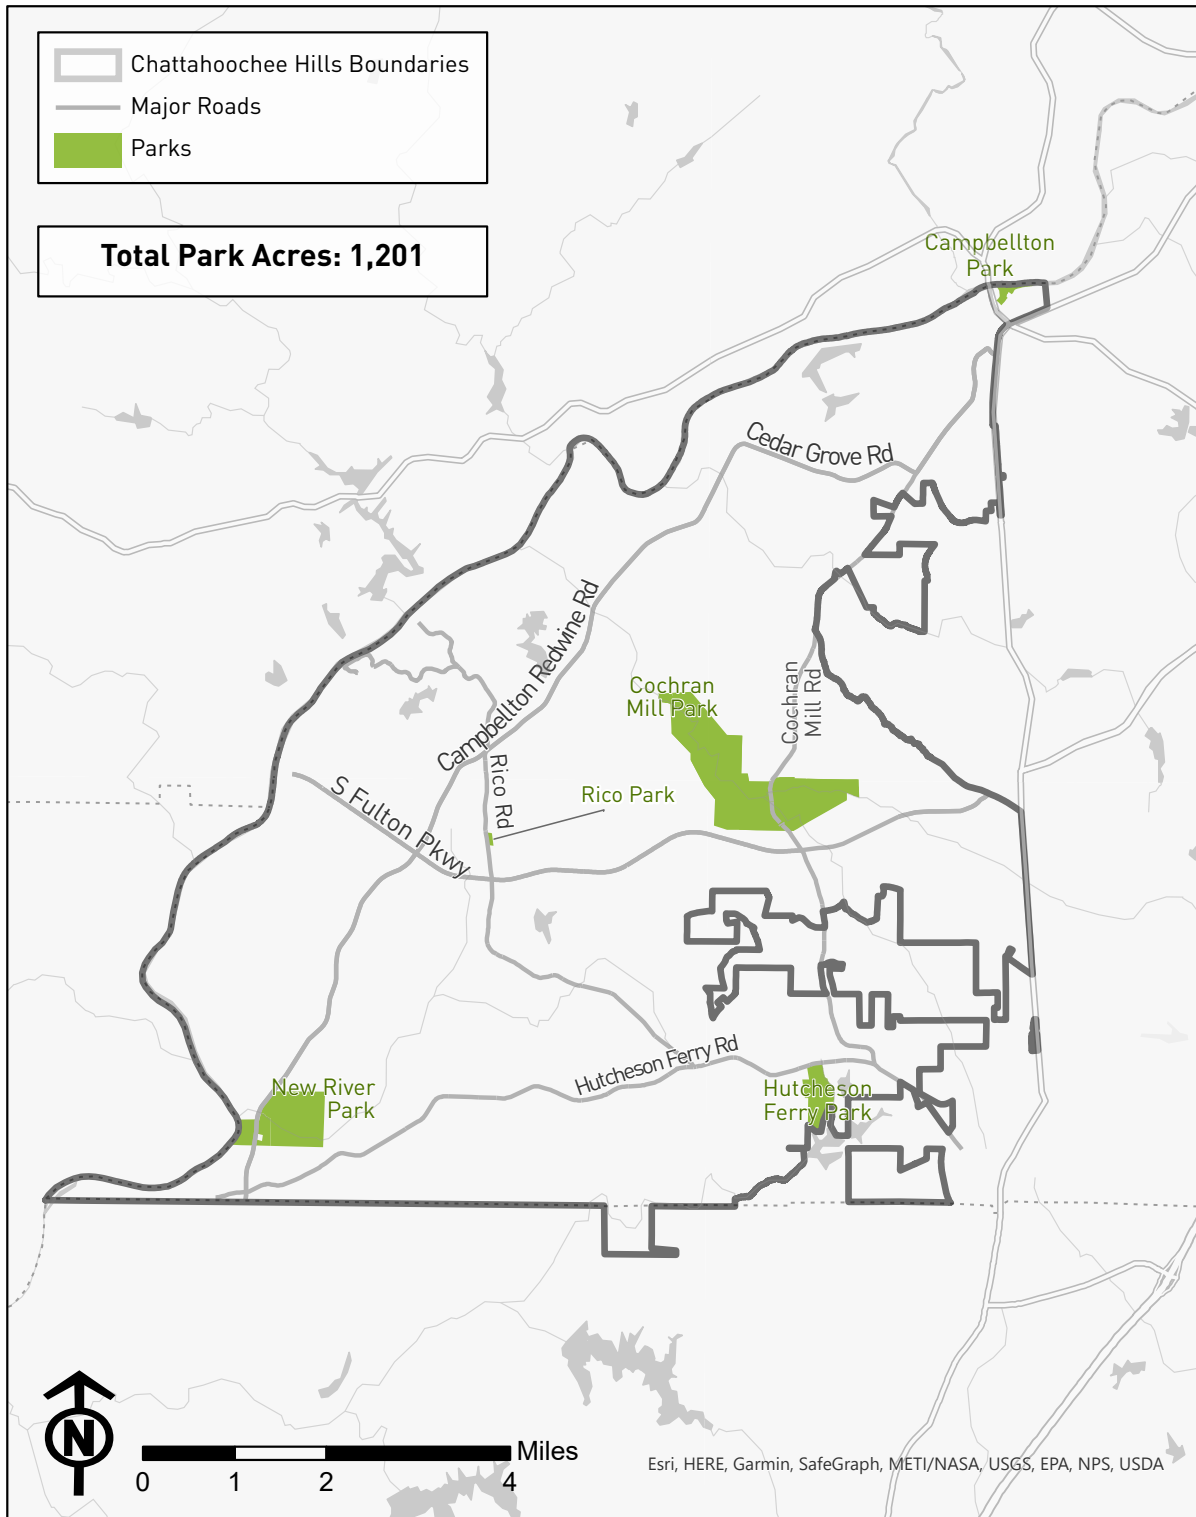 Chattahoochee Hills Boundaries
Major Roads
Parks
Total Park Acres: 1,201
Campbellton
Park
Cedar Grove Rd
Campbellton Redwine Rd
Cochran
Mill Park
Cochran
Mill Rd
Rico Rd
Rico Park
S Fulton Pkwy
Hutcheson Ferry Rd
New River
Park
Hutcheson
Ferry Park
N
Miles
0 1 2 4
Esri, HERE, Garmin, SafeGraph, METI/NASA, USGS, EPA, NPS, USDA